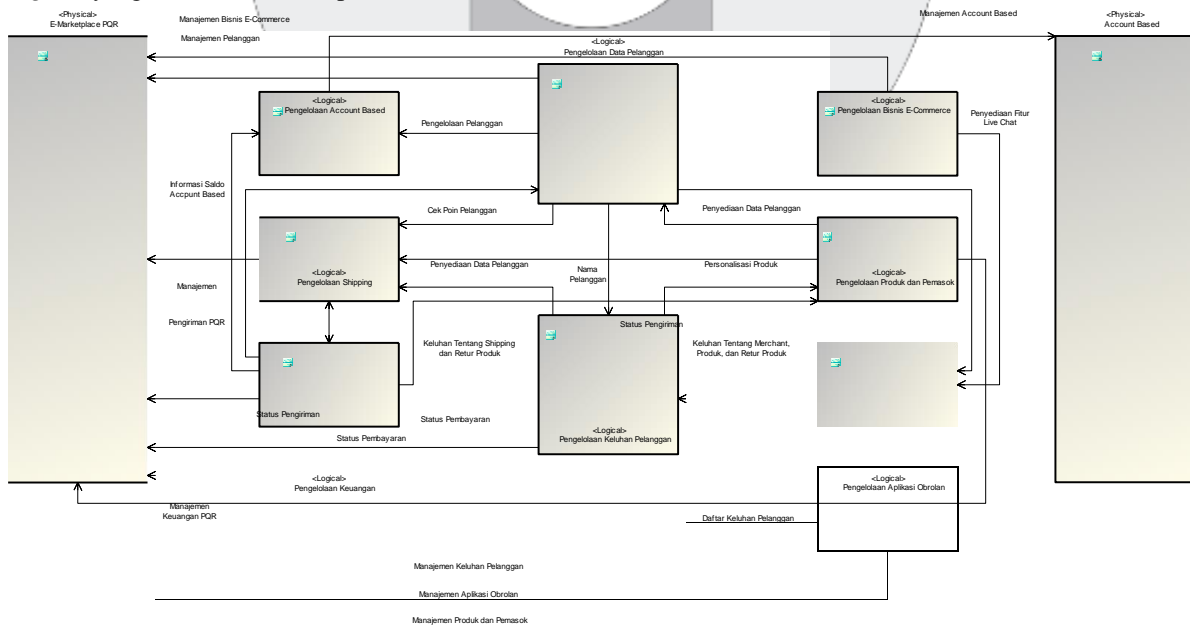 <Physical>
E-Marketplace PQR
Manajemen Bisnis E-Commerce
Manajemen Pelanggan
Manajemen Account Based
<Physical>
Account Based
<Logical>
Pengelolaan Data Pelanggan
<Logical>
Pengelolaan Account Based
<Logical>
Pengelolaan Bisnis E-Commerce
Penyediaan Fitur
Live Chat
Pengelolaan Pelanggan
Informasi Saldo
Accpunt Based
Cek Poin Pelanggan
Penyediaan Data Pelanggan
Penyediaan Data Pelanggan
Nama
Pelanggan
Personalisasi Produk
<Logical>
Pengelolaan Shipping
<Logical>
Pengelolaan Produk dan Pemasok
Manajemen
Pengiriman PQR
Status Pengiriman
Keluhan Tentang Shipping
dan Retur Produk
Keluhan Tentang Merchant,
Produk, dan Retur Produk
Status Pengiriman
Status Pembayaran
Status Pembayaran
<Logical>
Pengelolaan Keluhan Pelanggan
<Logical>
Pengelolaan Keuangan
<Logical>
Pengelolaan Aplikasi Obrolan
Manajemen
Keuangan PQR
Daftar Keluhan Pelanggan
Manajemen Keluhan Pelanggan
Manajemen Aplikasi Obrolan
Manajemen Produk dan Pemasok